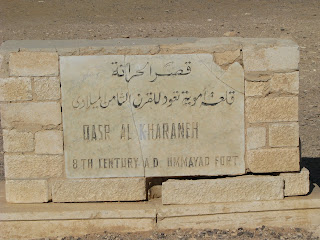 قصر الحرانة
قلعة أموية تعود للقرن الثامن الميلادي
QASR AL KHARANEH
8TH CENTURY A.D. UMMAYAD FORT